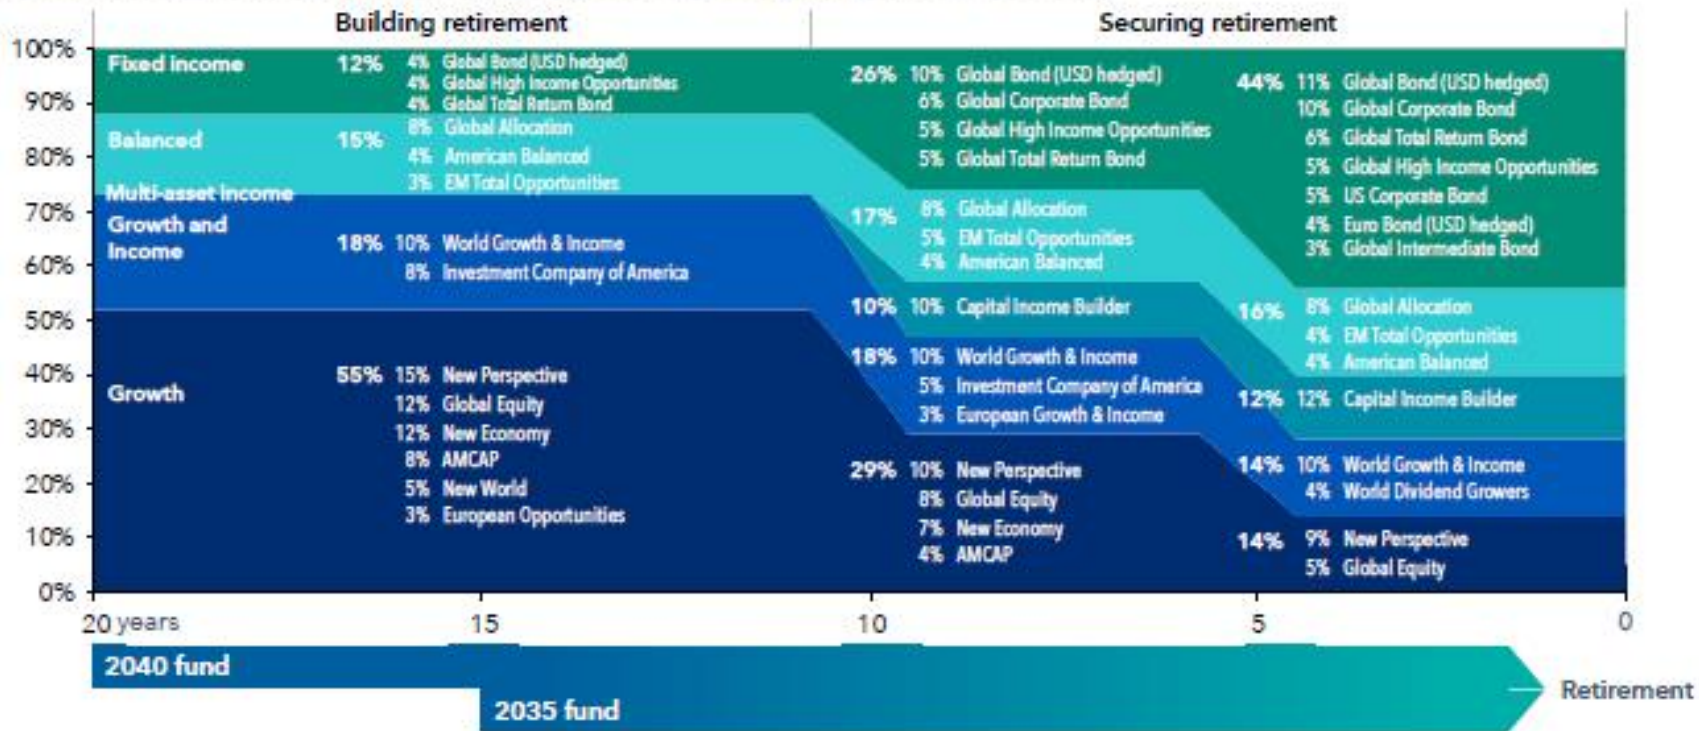 Building retirement
Securing retirement
100%
90%
80%
70%
60%
50%
40%
30%
20%
10%
0%
Fixed income
12% 4% Global Bond (USD hedged)
4% Global High Income Opportunities
4% Global Total Return Bond
Balanced
15% 8% Global Allocation
4% American Balanced
3% EM Total Opportunities
Multi-asset income
Growth and
Income
18% 10% World Growth & Income
8% Investment Company of America
Growth
55% 15% New Perspective
12% Global Equity
12% New Economy
8% AMCAP
5% New World
3% European Opportunities
26% 10% Global Bond (USD hedged)
6% Global Corporate Bond
5% Global High Income Opportunities
5% Global Total Return Bond
17% 8% Global Allocation
5% EM Total Opportunities
4% American Balanced
10% 10% Capital Income Builder
18% 10% World Growth & Income
5% Investment Company of America
3% European Growth & Income
29% 10% New Perspective
8% Global Equity
7% New Economy
4% AMCAP
44% 11% Global Bond (USD hedged)
10% Global Corporate Bond
6% Global Total Return Bond
5% Global High Income Opportunities
5% US Corporate Bond
4% Euro Bond (USD hedged)
3% Global Intermediate Bond
16% 8% Global Allocation
4% EM Total Opportunities
4% American Balanced
12% 12% Capital Income Builder
14% 10% World Growth & Income
4% World Dividend Growers
14% 9% New Perspective
5% Global Equity
20 years 15 10 5 0
2040 fund
2035 fund
Retirement